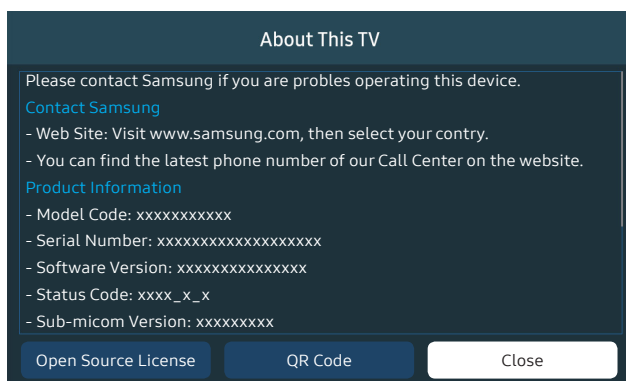 About This TV
Please contact Samsung if you are probles operating this device.
Contact Samsung
- Web Site: Visit www.samsung.com, then select your contry.
- You can find the latest phone number of our Call Center on the website.
Product Information
- Model Code: xxxxxxxxxxx
- Serial Number: xxxxxxxxxxxxxxxxxxx
- Software Version: xxxxxxxxxxxxxxx
- Status Code: xxxx_x_x
- Sub-micom Version: xxxxxxxxx
Open Source License
QR Code
Close